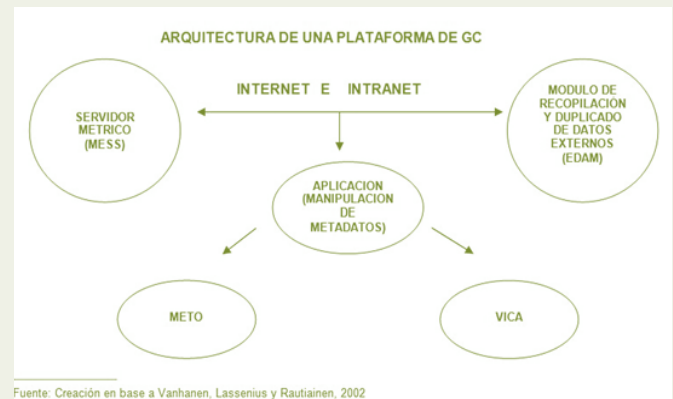 ARQUITECTURA DE UNA PLATAFORMA DE GC
INTERNET E INTRANET
SERVIDOR
METRICO
(MESS)
MODULO DE
RECOPILACIÓN
Y DUPLICADO
DE DATOS
EXTERNOS
(EDAM)
APLICACION
(MANIPULACION
DE
METADATOS)
METO
VICA
Fuente: Creación en base a Vanhanen, Lassenius y Rautiainen, 2002